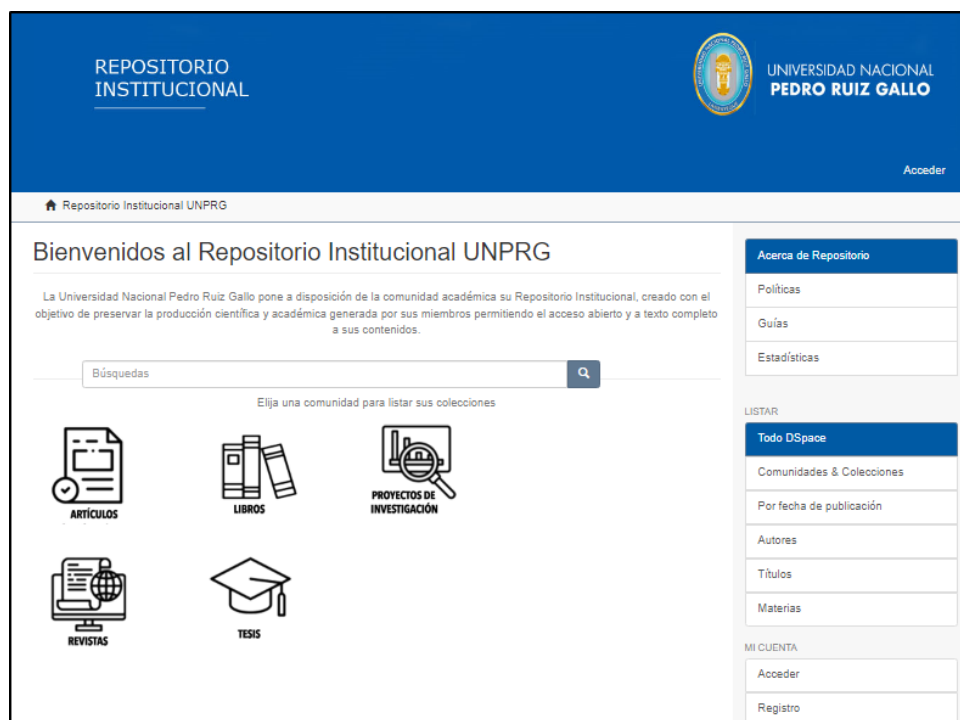 REPOSITORIO
INSTITUCIONAL
UNIVERSIDAD NACIONAL
PEDRO RUIZ GALLO
Acceder
Repositorio Institucional UNPRG
Bienvenidos al Repositorio Institucional UNPRG
La Universidad Nacional Pedro Ruiz Gallo pone a disposición de la comunidad académica su Repositorio Institucional, creado con el
objetivo de preservar la producción científica y académica generada por sus miembros permitiendo el acceso abierto y a texto completo
a sus contenidos.
Búsquedas
Elija una comunidad para listar sus colecciones
ARTÍCULOS
LIBROS
PROYECTOS DE
INVESTIGACIÓN
REVISTAS
TESIS
Acerca de Repositorio
Políticas
Guías
Estadísticas
LISTAR
Todo DSpace
Comunidades & Colecciones
Por fecha de publicación
Autores
Títulos
Materias
MI CUENTA
Acceder
Registro